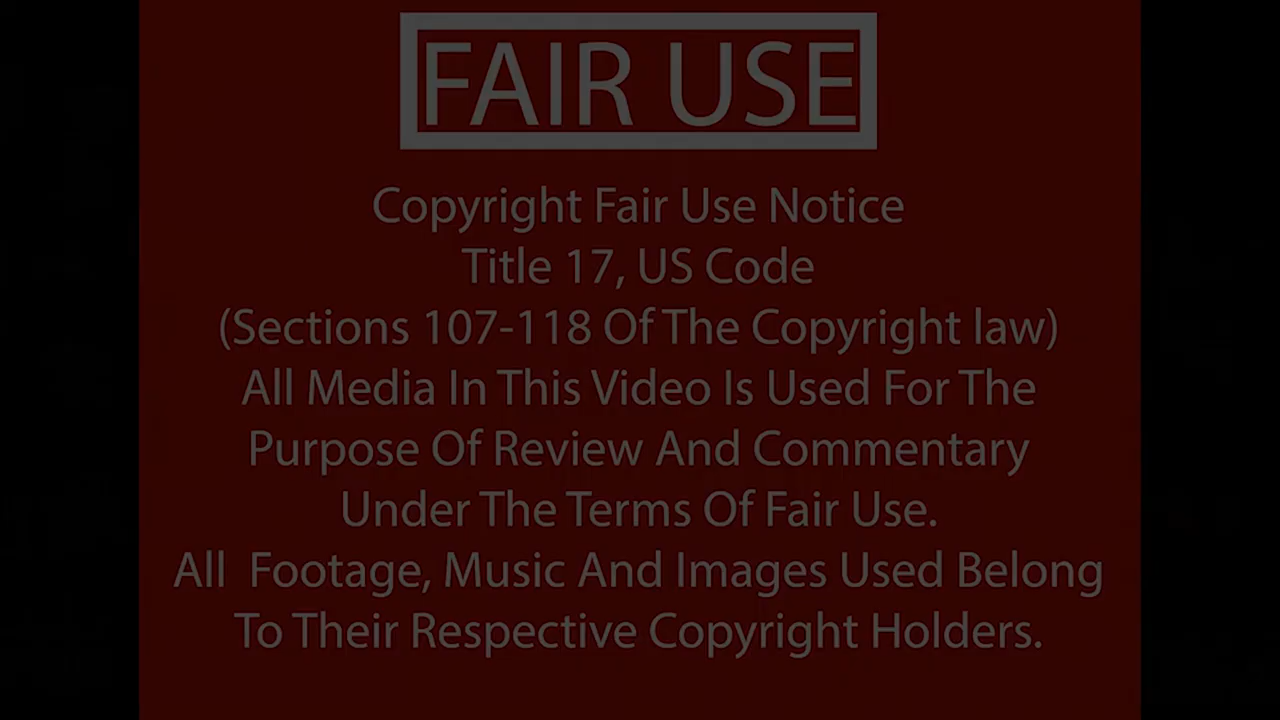 FAIR USE
Copyright Fair Use Notice
Title 17, US Code
(Sections 107-118 Of The Copyright law)
All Media In This Video Is Used For The
Purpose Of Review And Commentary
Under The Terms Of Fair Use.
All  Footage, Music And Images Used Belong
To Their Respective Copyright Holders.